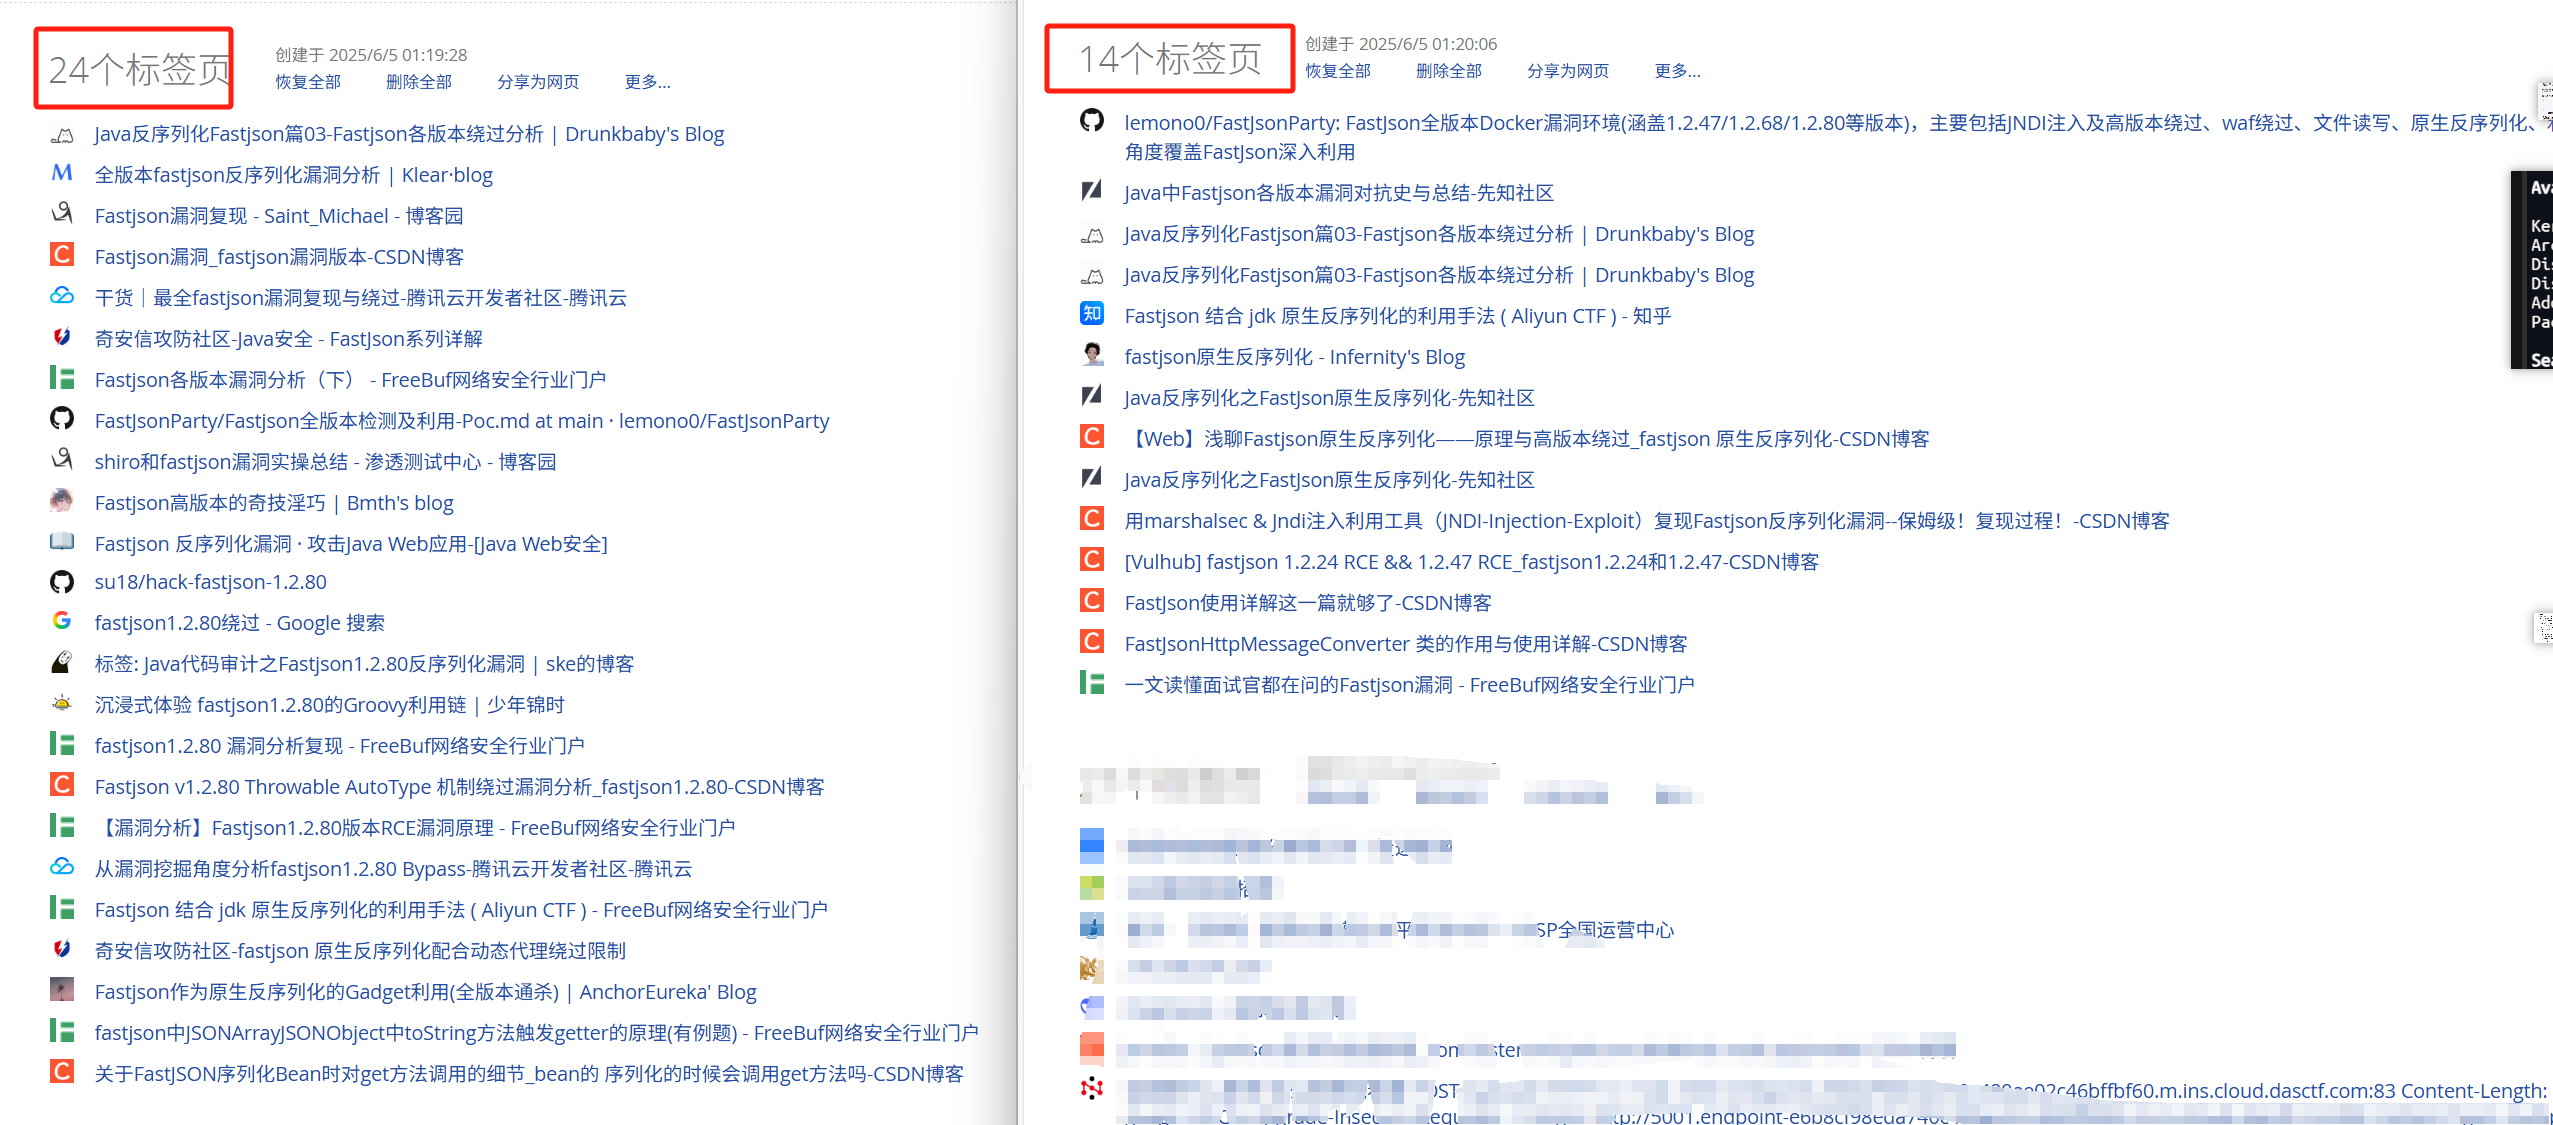 24个标签页
创建于 2025/6/5 01:19:28
恢复全部 删除全部 分享为网页 更多...
Java反序列化Fastjson篇03-Fastjson各版本绕过分析 | Drunkbaby's Blog
全版本fastjson反序列化漏洞分析 | Klear·blog
Fastjson漏洞复现 - Saint_Michael - 博客园
Fastjson漏洞_fastjson漏洞版本-CSDN博客
干货｜最全fastjson漏洞复现与绕过-腾讯云开发者社区-腾讯云
奇安信攻防社区-Java安全 - FastJson系列详解
Fastjson各版本漏洞分析（下） - FreeBuf网络安全行业门户
FastJsonParty/Fastjson全版本检测及利用-Poc.md at main · lemono0/FastJsonParty
shiro和fastjson漏洞实操总结 - 渗透测试中心 - 博客园
Fastjson高版本的奇技淫巧 | Bmth's blog
Fastjson 反序列化漏洞 · 攻击Java Web应用-[Java Web安全]
su18/hack-fastjson-1.2.80
fastjson1.2.80绕过 - Google 搜索
标签: Java代码审计之Fastjson1.2.80反序列化漏洞 | ske的博客
沉浸式体验 fastjson1.2.80的Groovy利用链 | 少年锦时
fastjson1.2.80 漏洞分析复现 - FreeBuf网络安全行业门户
Fastjson v1.2.80 Throwable AutoType 机制绕过漏洞分析_fastjson1.2.80-CSDN博客
【漏洞分析】Fastjson1.2.80版本RCE漏洞原理 - FreeBuf网络安全行业门户
从漏洞挖掘角度分析fastjson1.2.80 Bypass-腾讯云开发者社区-腾讯云
Fastjson 结合 jdk 原生反序列化的利用手法 ( Aliyun CTF ) - FreeBuf网络安全行业门户
奇安信攻防社区-fastjson 原生反序列化配合动态代理绕过限制
Fastjson作为原生反序列化的Gadget利用(全版本通杀) | AnchorEureka' Blog
fastjson中JSONArrayJSONObject中toString方法触发getter的原理(有例题) - FreeBuf网络安全行业门户
关于FastJSON序列化Bean时对get方法调用的细节_bean的 序列化的时候会调用get方法吗-CSDN博客
14个标签页
创建于 2025/6/5 01:20:06
恢复全部 删除全部 分享为网页 更多...
lemono0/FastJsonParty: FastJson全版本Docker漏洞环境(涵盖1.2.47/1.2.68/1.2.80等版本)，主要包括JNDI注入及高版本绕过、waf绕过、文件读写、原生反序列化、
角度覆盖FastJson深入利用
Java中Fastjson各版本漏洞对抗史与总结-先知社区
Java反序列化Fastjson篇03-Fastjson各版本绕过分析 | Drunkbaby's Blog
Java反序列化Fastjson篇03-Fastjson各版本绕过分析 | Drunkbaby's Blog
知
Fastjson 结合 jdk 原生反序列化的利用手法 ( Aliyun CTF ) - 知乎
fastjson原生反序列化 - Infernity's Blog
Java反序列化之FastJson原生反序列化-先知社区
【Web】浅聊Fastjson原生反序列化——原理与高版本绕过_fastjson 原生反序列化-CSDN博客
Java反序列化之FastJson原生反序列化-先知社区
用marshalsec & Jndi注入利用工具（JNDI-Injection-Exploit）复现Fastjson反序列化漏洞--保姆级！复现过程！-CSDN博客
[Vulhub] fastjson 1.2.24 RCE && 1.2.47 RCE_fastjson1.2.24和1.2.47-CSDN博客
FastJson使用详解这一篇就够了-CSDN博客
FastJsonHttpMessageConverter 类的作用与使用详解-CSDN博客
一文读懂面试官都在问的Fastjson漏洞 - FreeBuf网络安全行业门户
SP全国运营中心
02c46bffbf60.m.ins.cloud.dasctf.com:83 Content-Length: